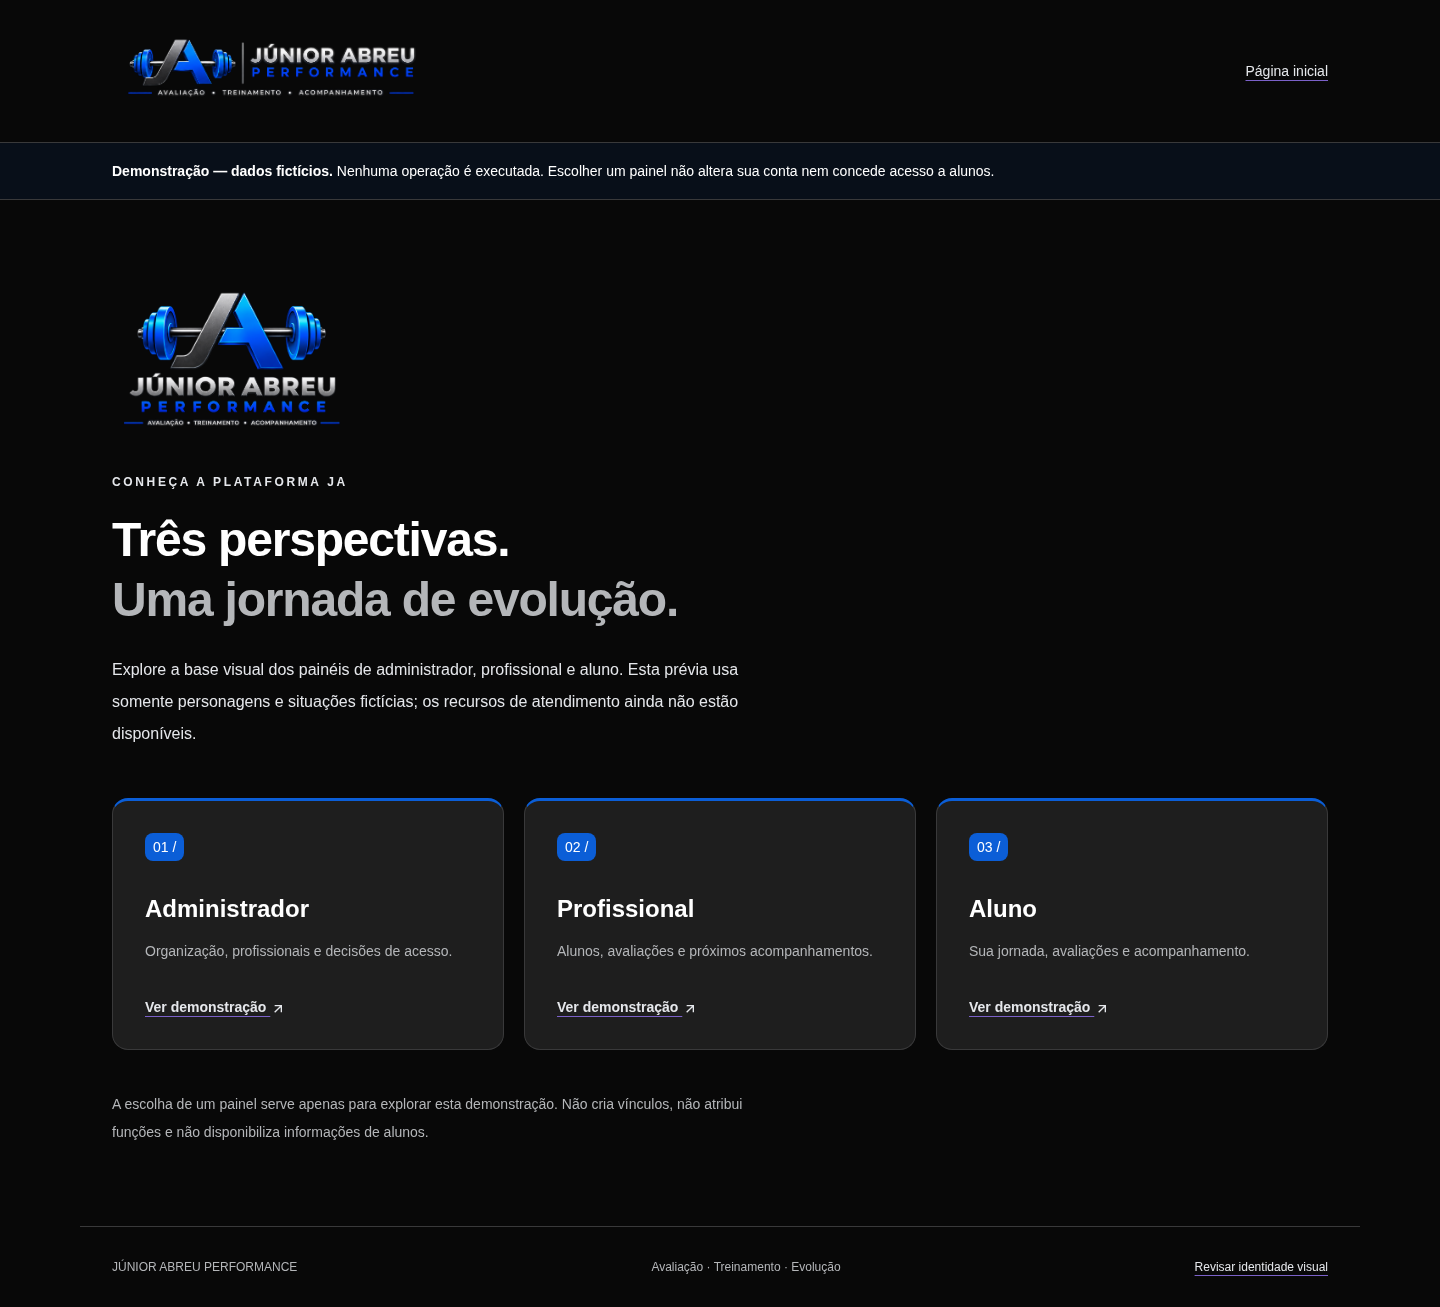 JÚNIOR ABREU
PERFORMANCE
AVALIAÇÃO • TREINAMENTO • ACOMPANHAMENTO
Página inicial
Demonstração — dados fictícios. Nenhuma operação é executada. Escolher um painel não altera sua conta nem concede acesso a alunos.
JÚNIOR ABREU
PERFORMANCE
AVALIAÇÃO • TREINAMENTO • ACOMPANHAMENTO
CONHEÇA A PLATAFORMA JA
Três perspectivas.
Uma jornada de evolução.
Explore a base visual dos painéis de administrador, profissional e aluno. Esta prévia usa
somente personagens e situações fictícias; os recursos de atendimento ainda não estão
disponíveis.
01 /
Administrador
Organização, profissionais e decisões de acesso.
Ver demonstração
02 /
Profissional
Alunos, avaliações e próximos acompanhamentos.
Ver demonstração
03 /
Aluno
Sua jornada, avaliações e acompanhamento.
Ver demonstração
A escolha de um painel serve apenas para explorar esta demonstração. Não cria vínculos, não atribui
funções e não disponibiliza informações de alunos.
JÚNIOR ABREU PERFORMANCE
Avaliação · Treinamento · Evolução
Revisar identidade visual